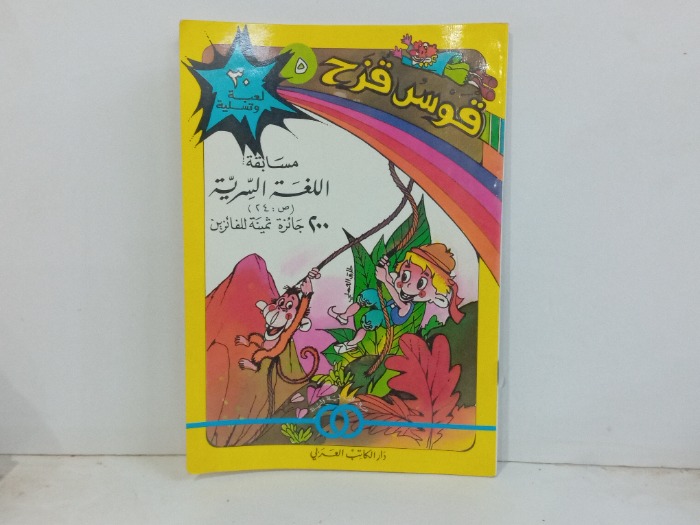 قوس قزح
٥
٣٠
لعبة
وتسلية
مسابقة:
اللغة السرية
(ص: ٢٤)
٢٠٠ جائزة ثمينة للفائزين
دار الكاتب العربي